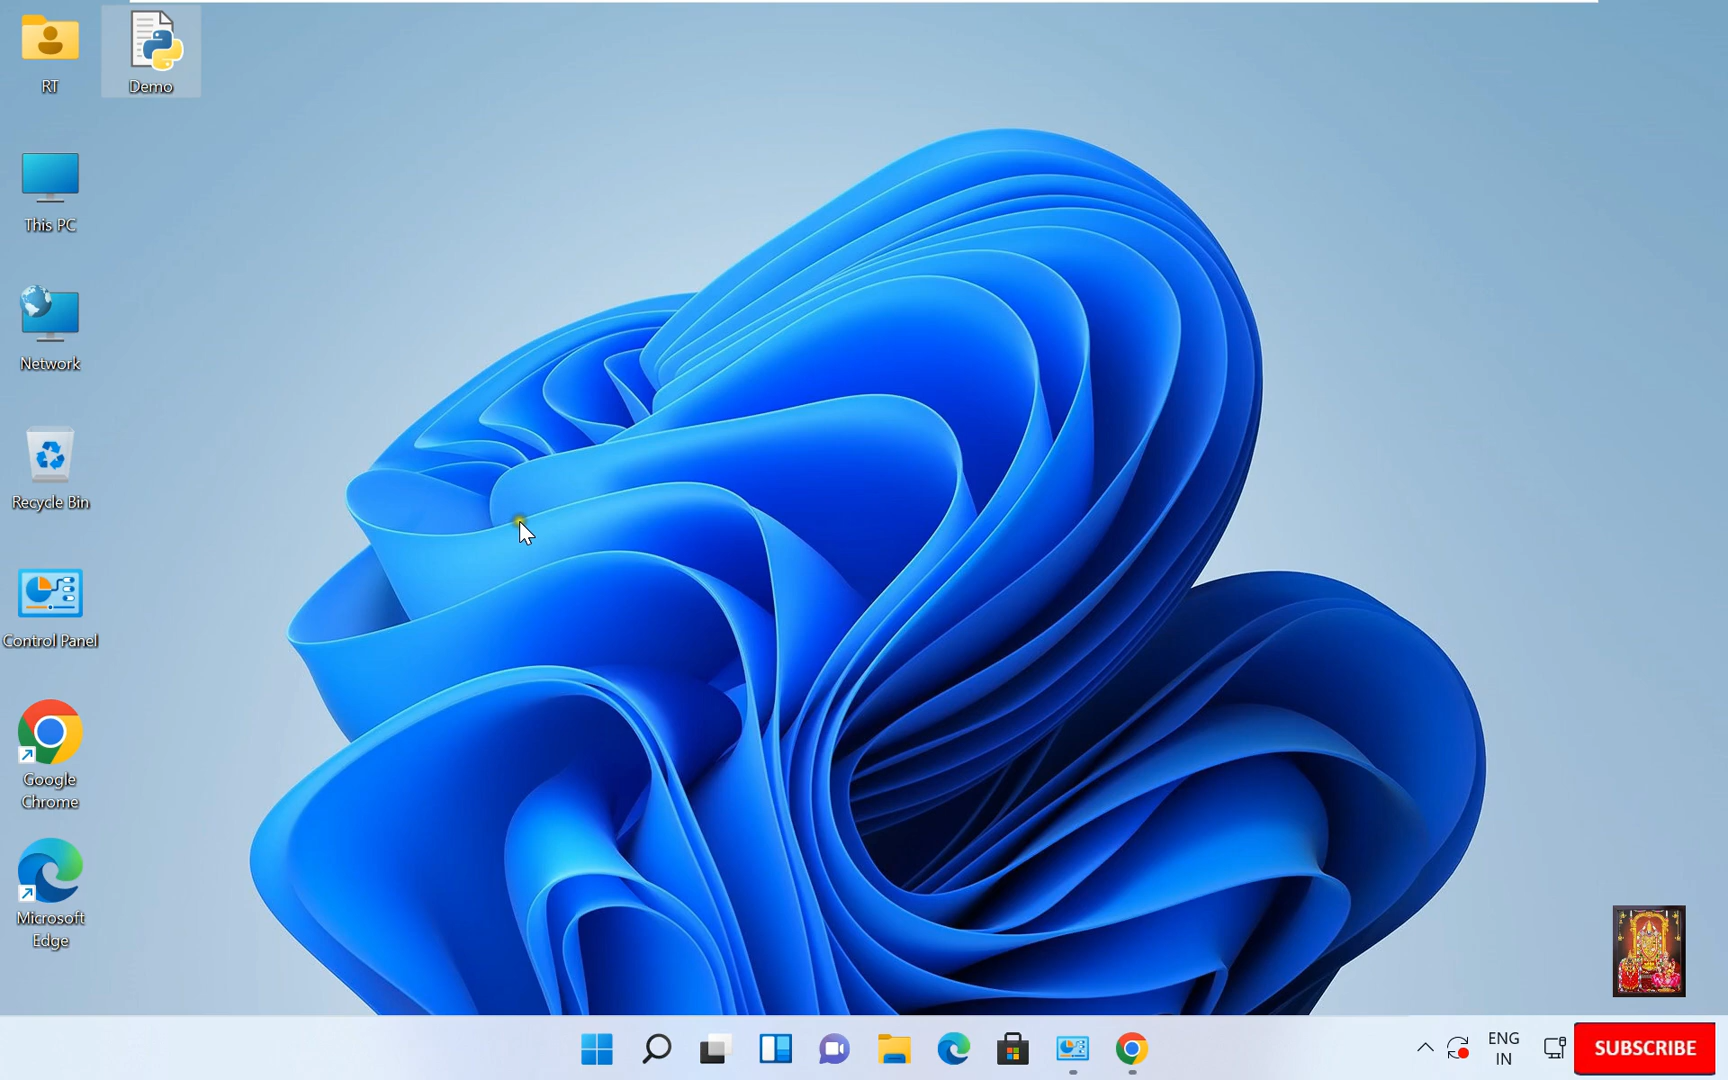 RT
Demo
This PC
Network
Recycle Bin
Control Panel
Google
Chrome
Microsoft
Edge
ENG
IN
SUBSCRIBE